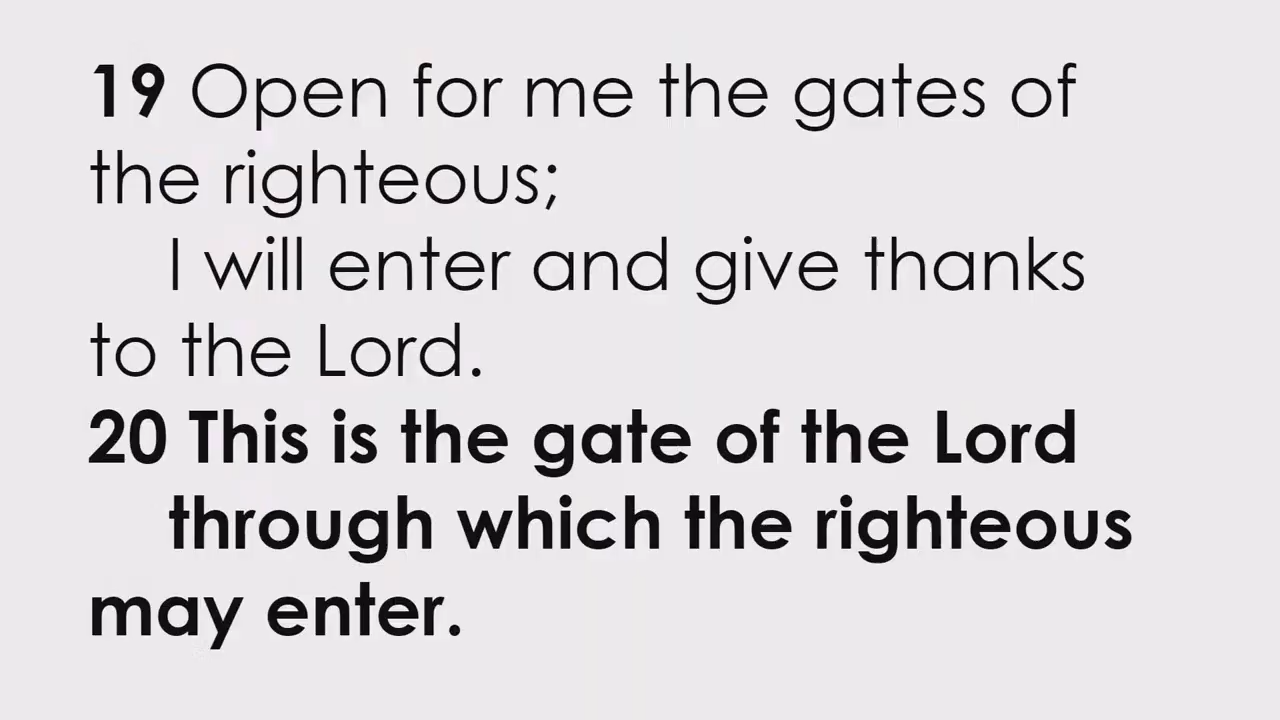 19 Open for me the gates of
the righteous;
I will enter and give thanks
to the Lord.
20 This is the gate of the Lord
through which the righteous
may enter.